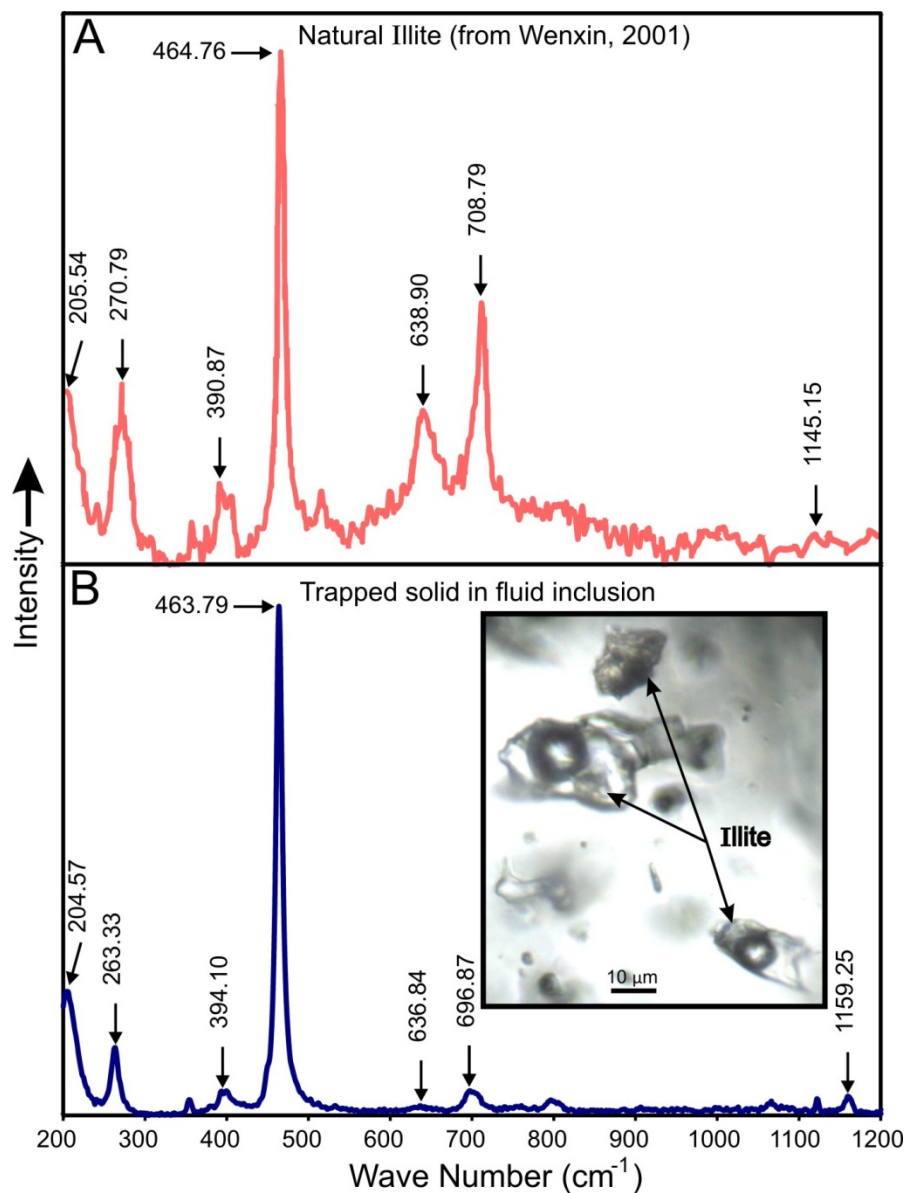 A
Natural Illite (from Wenxin, 2001)
464.76
205.54
270.79
390.87
638.90
708.79
1145.15
Intensity
B
Trapped solid in fluid inclusion
463.79
204.57
263.33
394.10
636.84
696.87
1159.25
Illite
10 µm
200 300 400 500 600 700 800 900 1000 1100 1200
Wave Number (cm⁻¹)